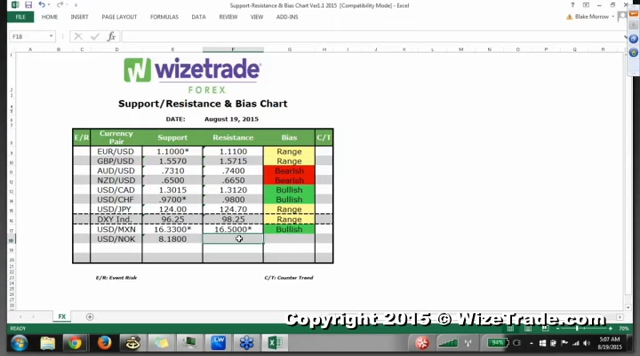 Support-Resistance & Bias Chart Ver1.1 2015 [Compatibility Mode] - Excel
FILE HOME INSERT PAGE LAYOUT FORMULAS DATA REVIEW VIEW ADD-INS
Blake Morrow
F18
wizetrade
FOREX
Support/Resistance & Bias Chart
DATE: August 19, 2015
E/R Currency Pair Support Resistance Bias C/T
EUR/USD 1.1000* 1.1100 Range
GBP/USD 1.5570 1.5715 Range
AUD/USD .7310 .7400 Bearish
NZD/USD .6500 .6650 Bearish
USD/CAD 1.3015 1.3120 Bullish
USD/CHF .9700* .9800 Bullish
USD/JPY 124.00 124.70 Range
DXY Ind. 96.25 98.25 Range
USD/MXN 16.3300* 16.5000* Bullish
USD/NOK 8.1800
E/R: Event Risk C/T: Counter Trend
Copyright 2015 © WizeTrade.com
FX
READY
70%
94%
5:07 AM
8/19/2015